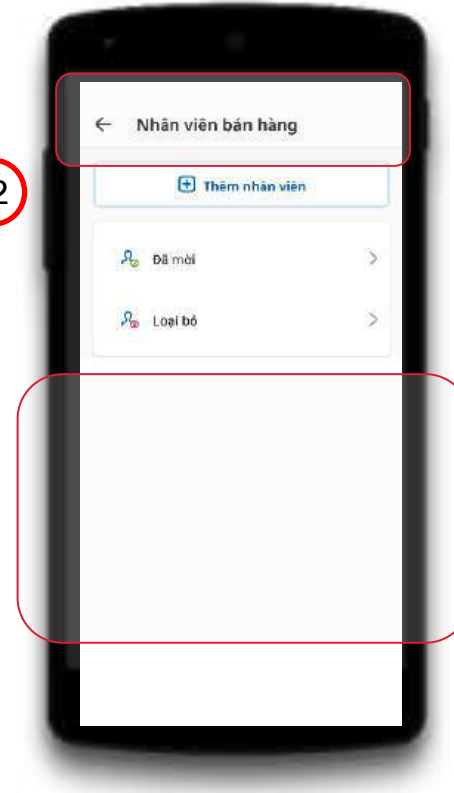 Nhân viên bán hàng
2
Thêm nhân viên
Đã mời
Loại bỏ